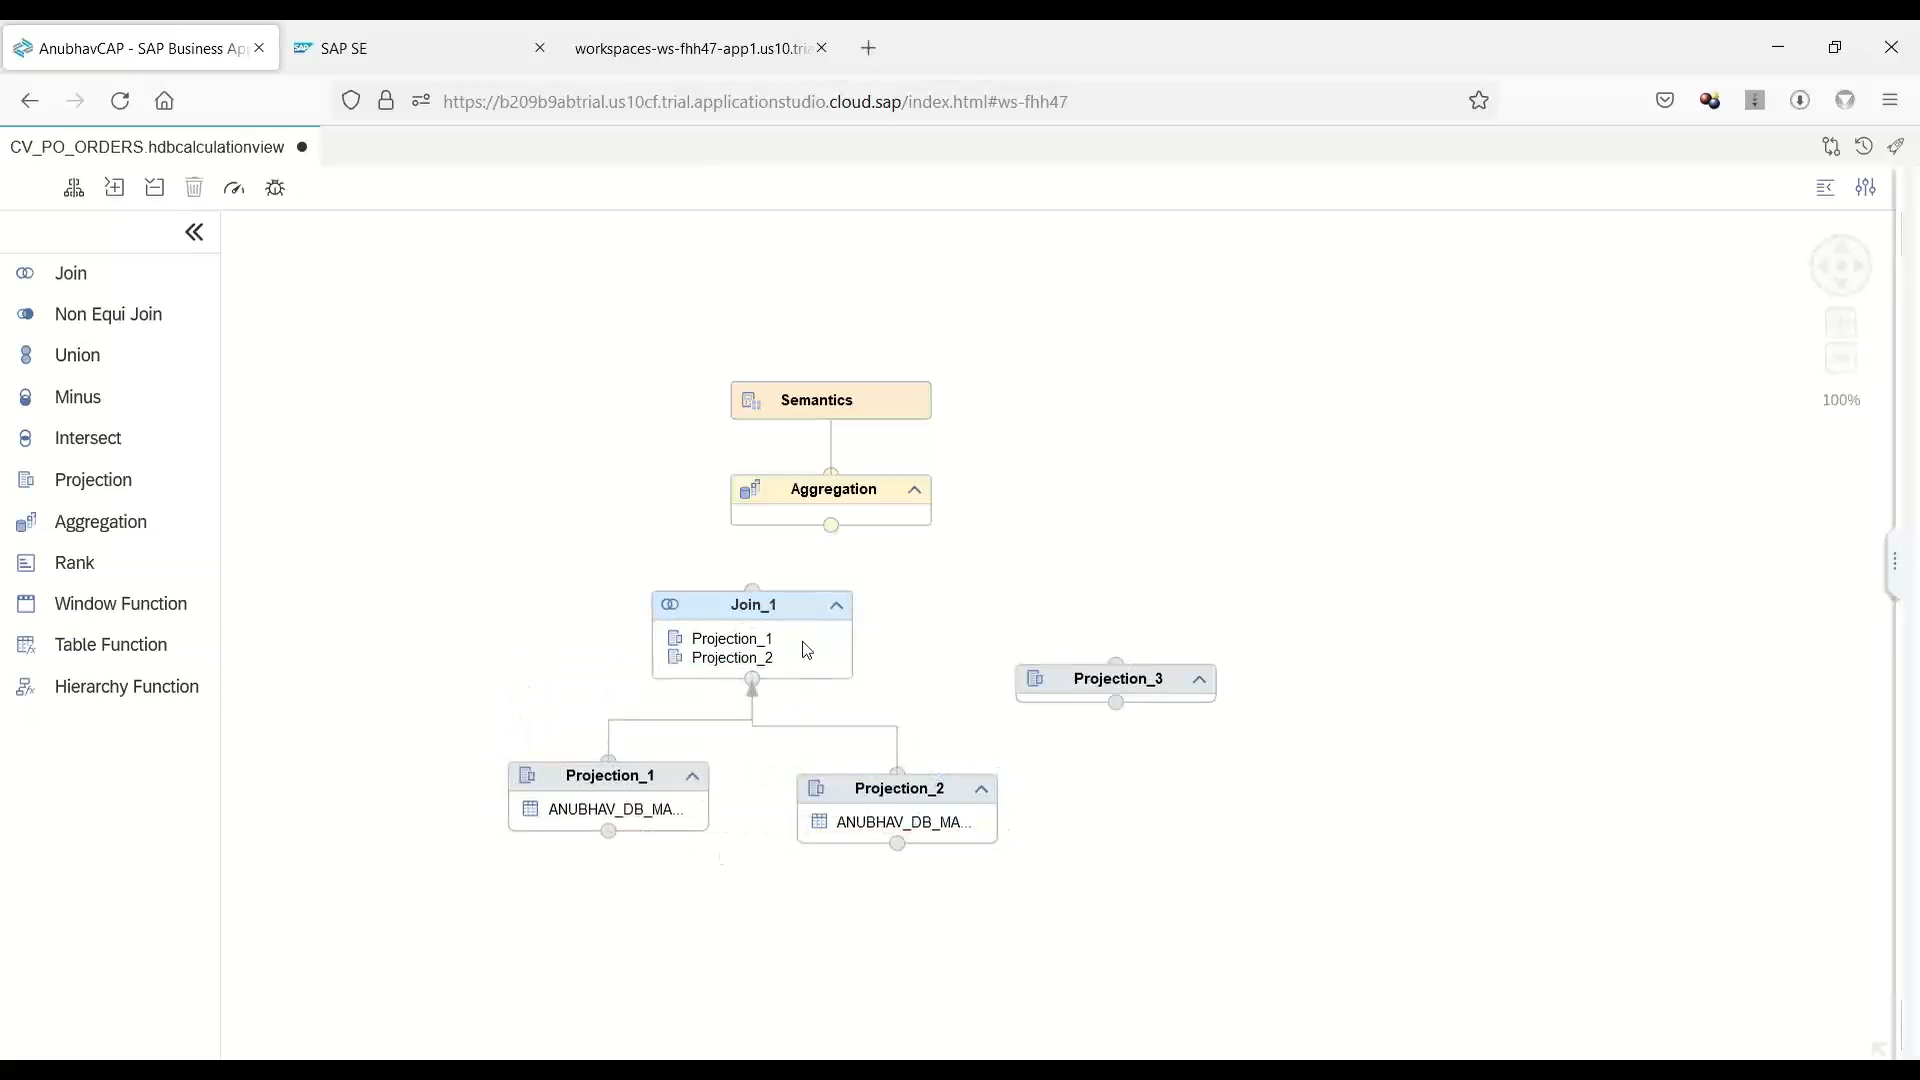 AnubhavCAP - SAP Business Ap
SAP SE
workspaces-ws-fhh47-app1.us10.tria
https://b209b9abtrial.us10cf.trial.applicationstudio.cloud.sap/index.html#ws-fhh47
CV_PO_ORDERS.hdbcalculationview
Join
Non Equi Join
Union
Minus
Intersect
Projection
Aggregation
Rank
Window Function
Table Function
Hierarchy Function
100%
Semantics
Aggregation
Join_1
Projection_1
Projection_2
Projection_3
Projection_1
ANUBHAV_DB_MA...
Projection_2
ANUBHAV_DB_MA...